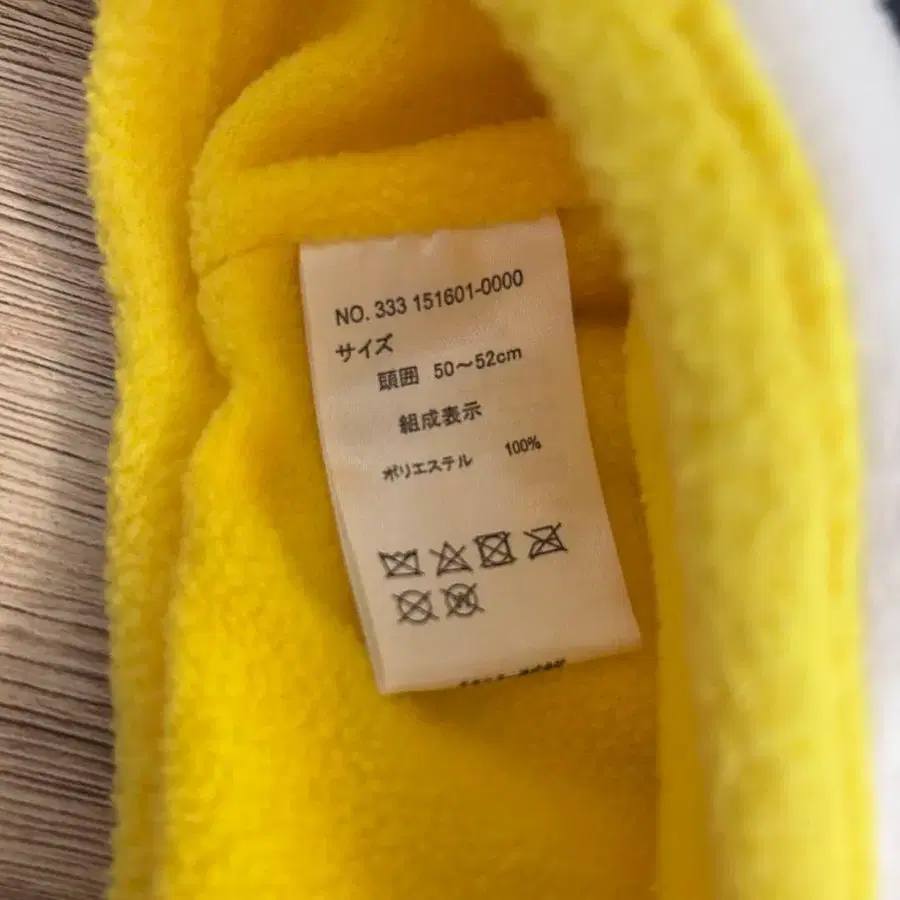 NO. 333 151601-0000
サイズ
頭囲 50～52cm
組成表示
ポリエステル 100%